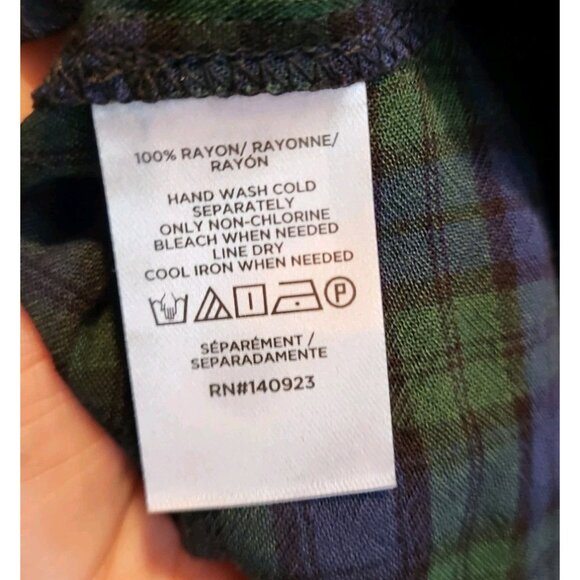 100% RAYON/ RAYONNE/
RAYÓN
HAND WASH COLD
SEPARATELY
ONLY NON-CHLORINE
BLEACH WHEN NEEDED
LINE DRY
COOL IRON WHEN NEEDED
P
SÉPARÉMENT /
SEPARADAMENTE
RN#140923